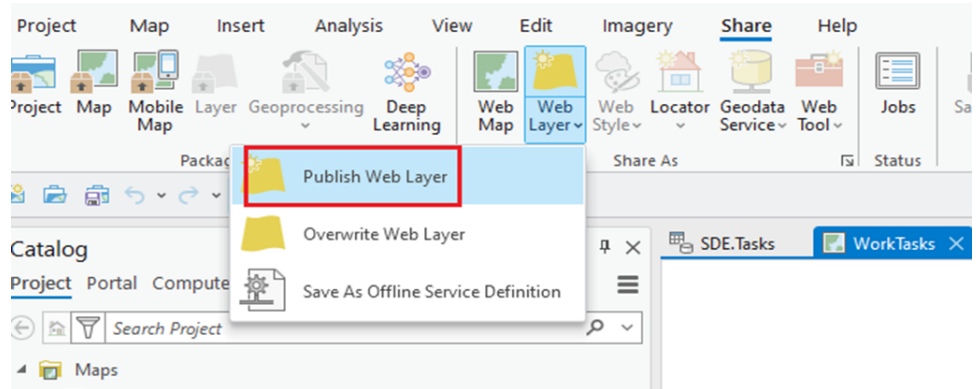 Project Map Insert Analysis View Edit Imagery Share Help
Project Map Mobile Map Layer Geoprocessing Deep Learning Web Map Web Layer Web Style Locator Geodata Service Web Tool Jobs
Share As Status
Publish Web Layer
Overwrite Web Layer
Save As Offline Service Definition
Catalog
SDE.Tasks WorkTasks
Project Portal Compute
Search Project
Maps